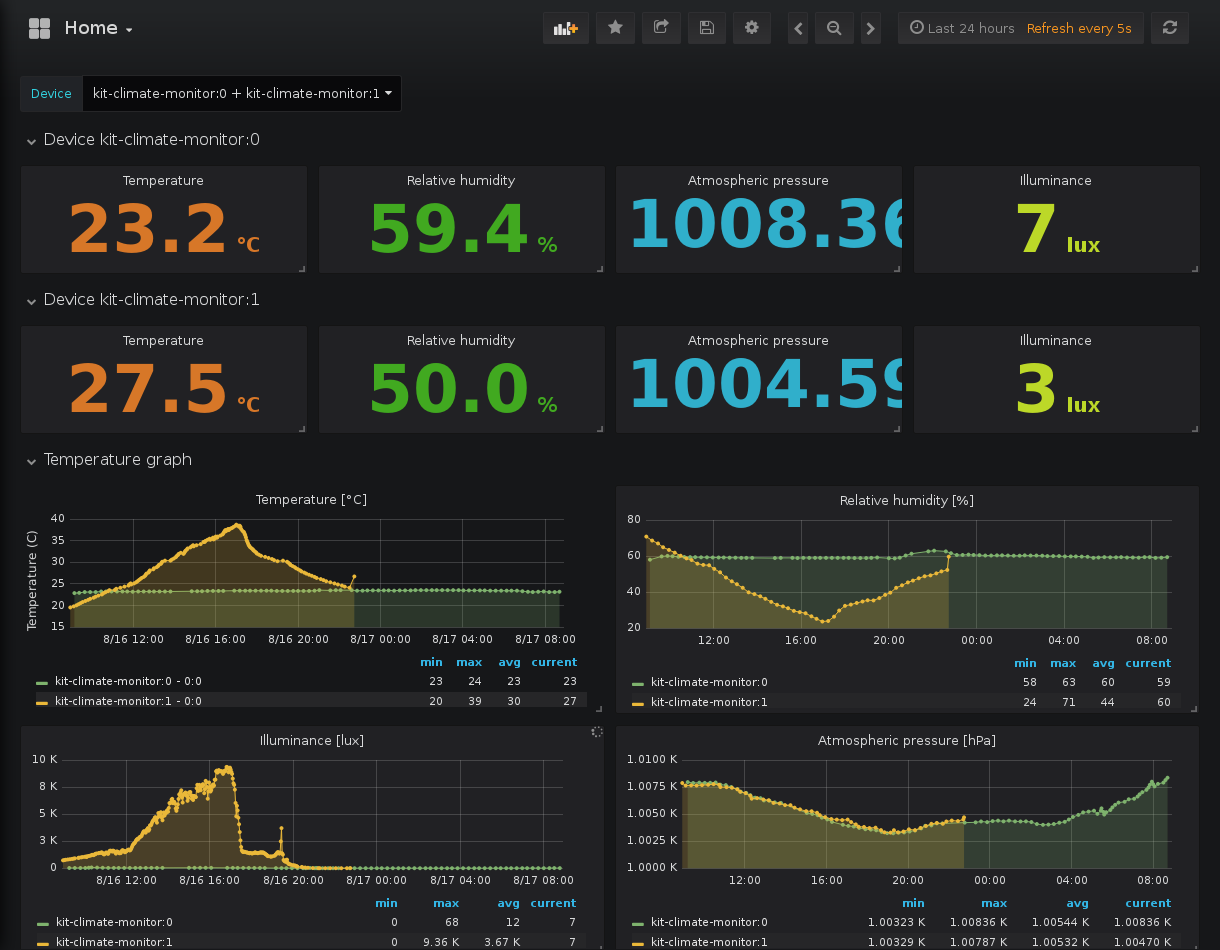 Home
Last 24 hours Refresh every 5s
Device kit-climate-monitor:0 + kit-climate-monitor:1
Device kit-climate-monitor:0
Temperature Relative humidity Atmospheric pressure Illuminance
23.2 °C 59.4 % 1008.36 7 lux
Device kit-climate-monitor:1
Temperature Relative humidity Atmospheric pressure Illuminance
27.5 °C 50.0 % 1004.59 3 lux
Temperature graph
Temperature [°C]
Temperature (C)
40
35
30
25
20
15
8/16 12:00 8/16 16:00 8/16 20:00 8/17 00:00 8/17 04:00 8/17 08:00
min max avg current
kit-climate-monitor:0 - 0:0 23 24 23 23
kit-climate-monitor:1 - 0:0 20 39 30 27
Relative humidity [%]
80
60
40
20
12:00 16:00 20:00 00:00 04:00 08:00
min max avg current
kit-climate-monitor:0 58 63 60 59
kit-climate-monitor:1 24 71 44 60
Illuminance [lux]
10 K
8 K
5 K
3 K
0
8/16 12:00 8/16 16:00 8/16 20:00 8/17 00:00 8/17 04:00 8/17 08:00
min max avg current
kit-climate-monitor:0 0 68 12 7
kit-climate-monitor:1 0 9.36 K 3.67 K 7
Atmospheric pressure [hPa]
1.0100 K
1.0075 K
1.0050 K
1.0025 K
1.0000 K
12:00 16:00 20:00 00:00 04:00 08:00
min max avg current
kit-climate-monitor:0 1.00323 K 1.00836 K 1.00544 K 1.00836 K
kit-climate-monitor:1 1.00329 K 1.00787 K 1.00532 K 1.00470 K